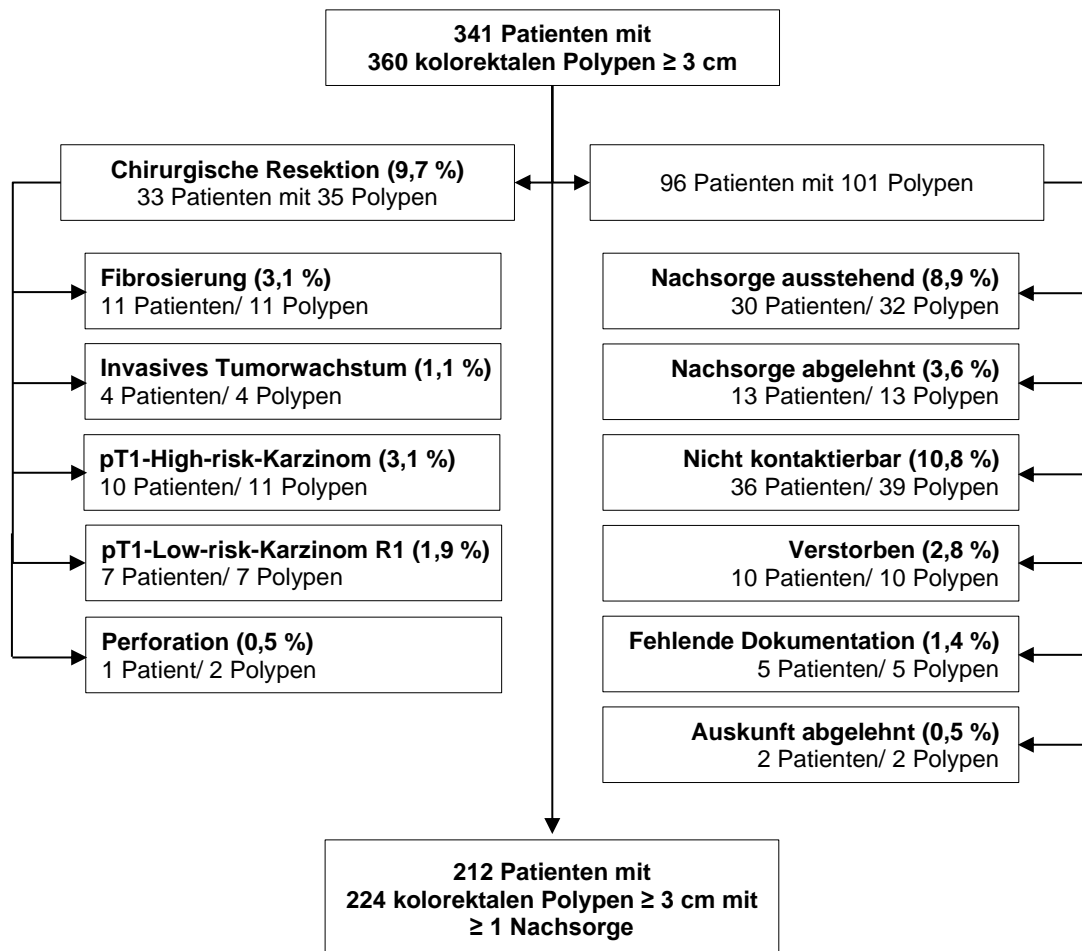 341 Patienten mit
360 kolorektalen Polypen ≥ 3 cm
Chirurgische Resektion (9,7 %)
33 Patienten mit 35 Polypen
96 Patienten mit 101 Polypen
Fibrosierung (3,1 %)
11 Patienten/ 11 Polypen
Invasives Tumorwachstum (1,1 %)
4 Patienten/ 4 Polypen
pT1-High-risk-Karzinom (3,1 %)
10 Patienten/ 11 Polypen
pT1-Low-risk-Karzinom R1 (1,9 %)
7 Patienten/ 7 Polypen
Perforation (0,5 %)
1 Patient/ 2 Polypen
Nachsorge ausstehend (8,9 %)
30 Patienten/ 32 Polypen
Nachsorge abgelehnt (3,6 %)
13 Patienten/ 13 Polypen
Nicht kontaktierbar (10,8 %)
36 Patienten/ 39 Polypen
Verstorben (2,8 %)
10 Patienten/ 10 Polypen
Fehlende Dokumentation (1,4 %)
5 Patienten/ 5 Polypen
Auskunft abgelehnt (0,5 %)
2 Patienten/ 2 Polypen
212 Patienten mit
224 kolorektalen Polypen ≥ 3 cm mit
≥ 1 Nachsorge